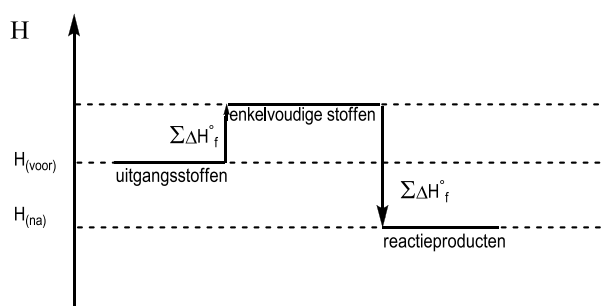 H
enkelvoudige stoffen
ΣΔH°f
H(voor)
uitgangsstoffen
ΣΔH°f
H(na)
reactieproducten